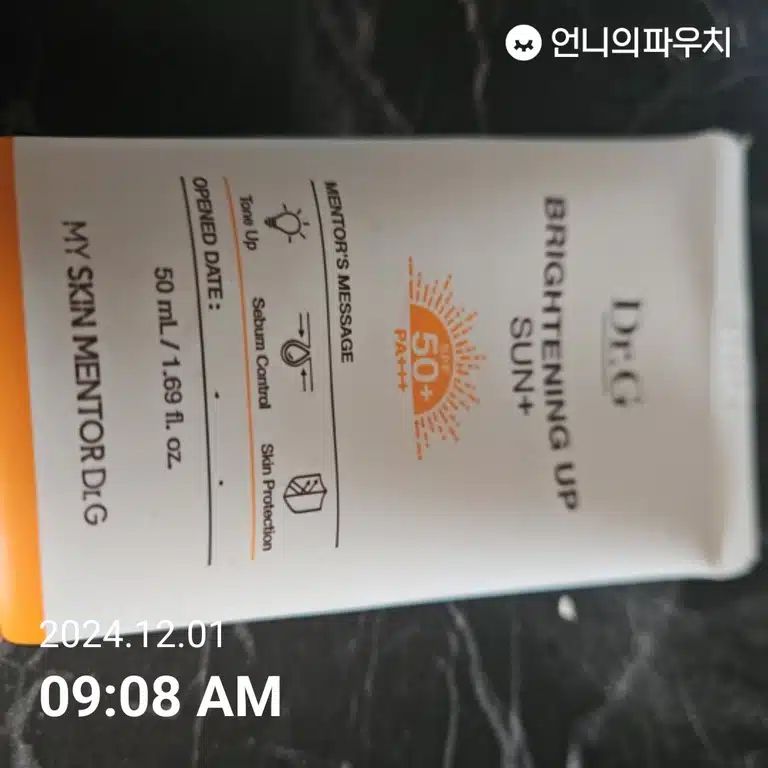 언니의파우치
Dr.G
BRIGHTENING UP
SUN+
SPF
50+
PA+++
MENTOR'S MESSAGE
Tone Up
Sebum Control
Skin Protection
OPENED DATE : . .
50 mL / 1.69 fl. oz.
MY SKIN MENTOR Dr.G
2024.12.01
09:08 AM